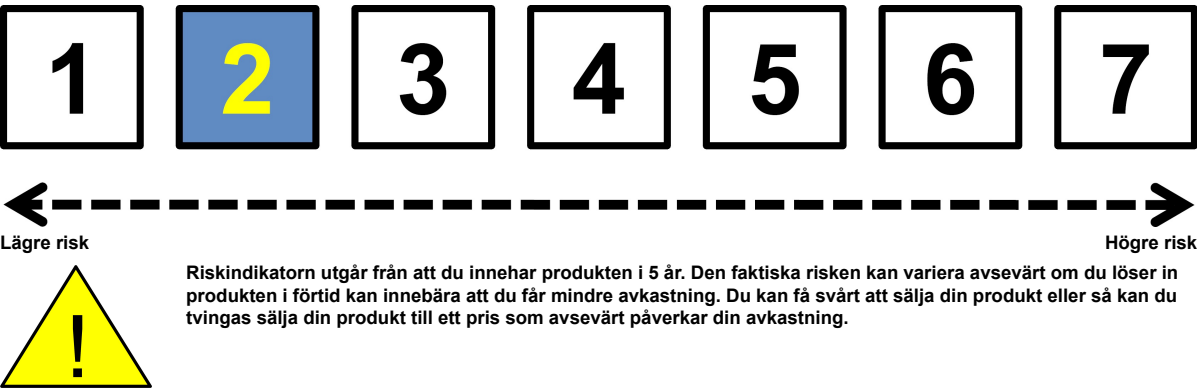 1 2 3 4 5 6 7
Lägre risk Högre risk
Riskindikatorn utgår från att du innehar produkten i 5 år. Den faktiska risken kan variera avsevärt om du löser in
produkten i förtid kan innebära att du får mindre avkastning. Du kan få svårt att sälja din produkt eller så kan du
tvingas sälja din produkt till ett pris som avsevärt påverkar din avkastning.
!